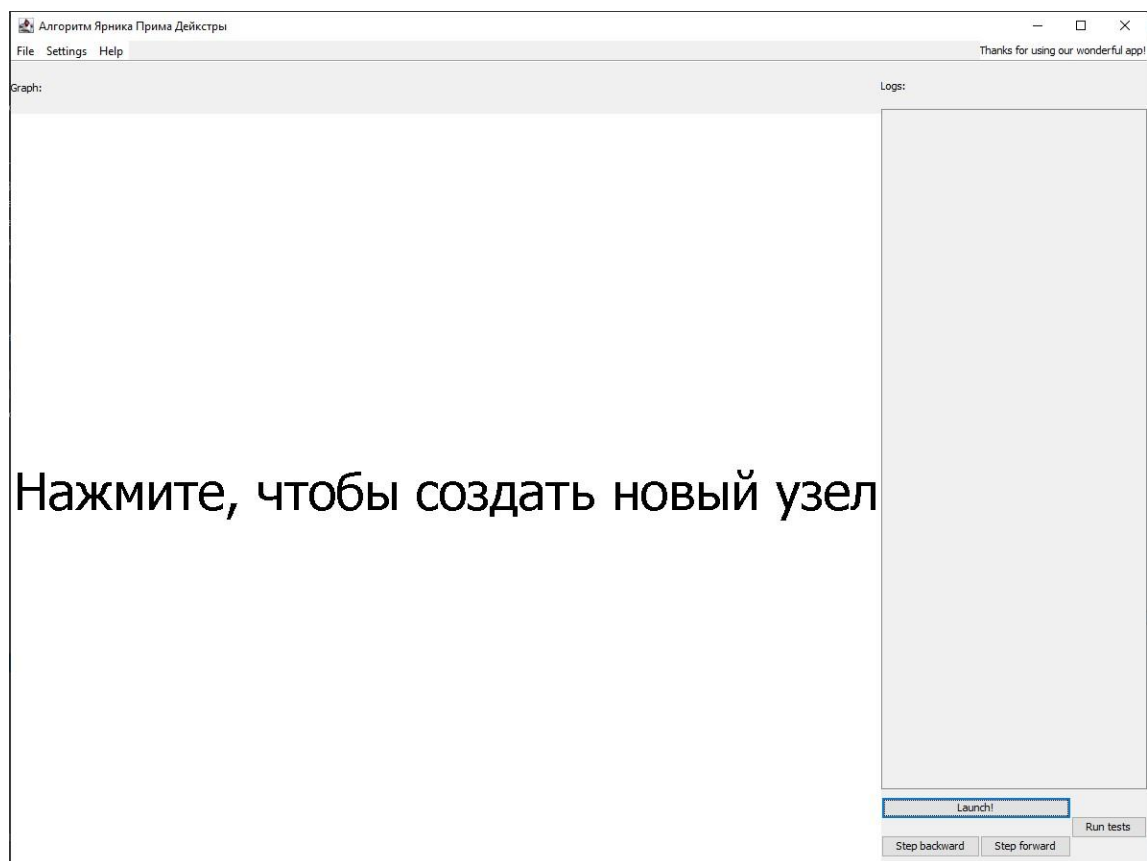 Алгоритм Ярника Прима Дейкстры
File Settings Help
Thanks for using our wonderful app!
Graph:
Logs:
Нажмите, чтобы создать новый узел
Launch!
Run tests
Step backward Step forward